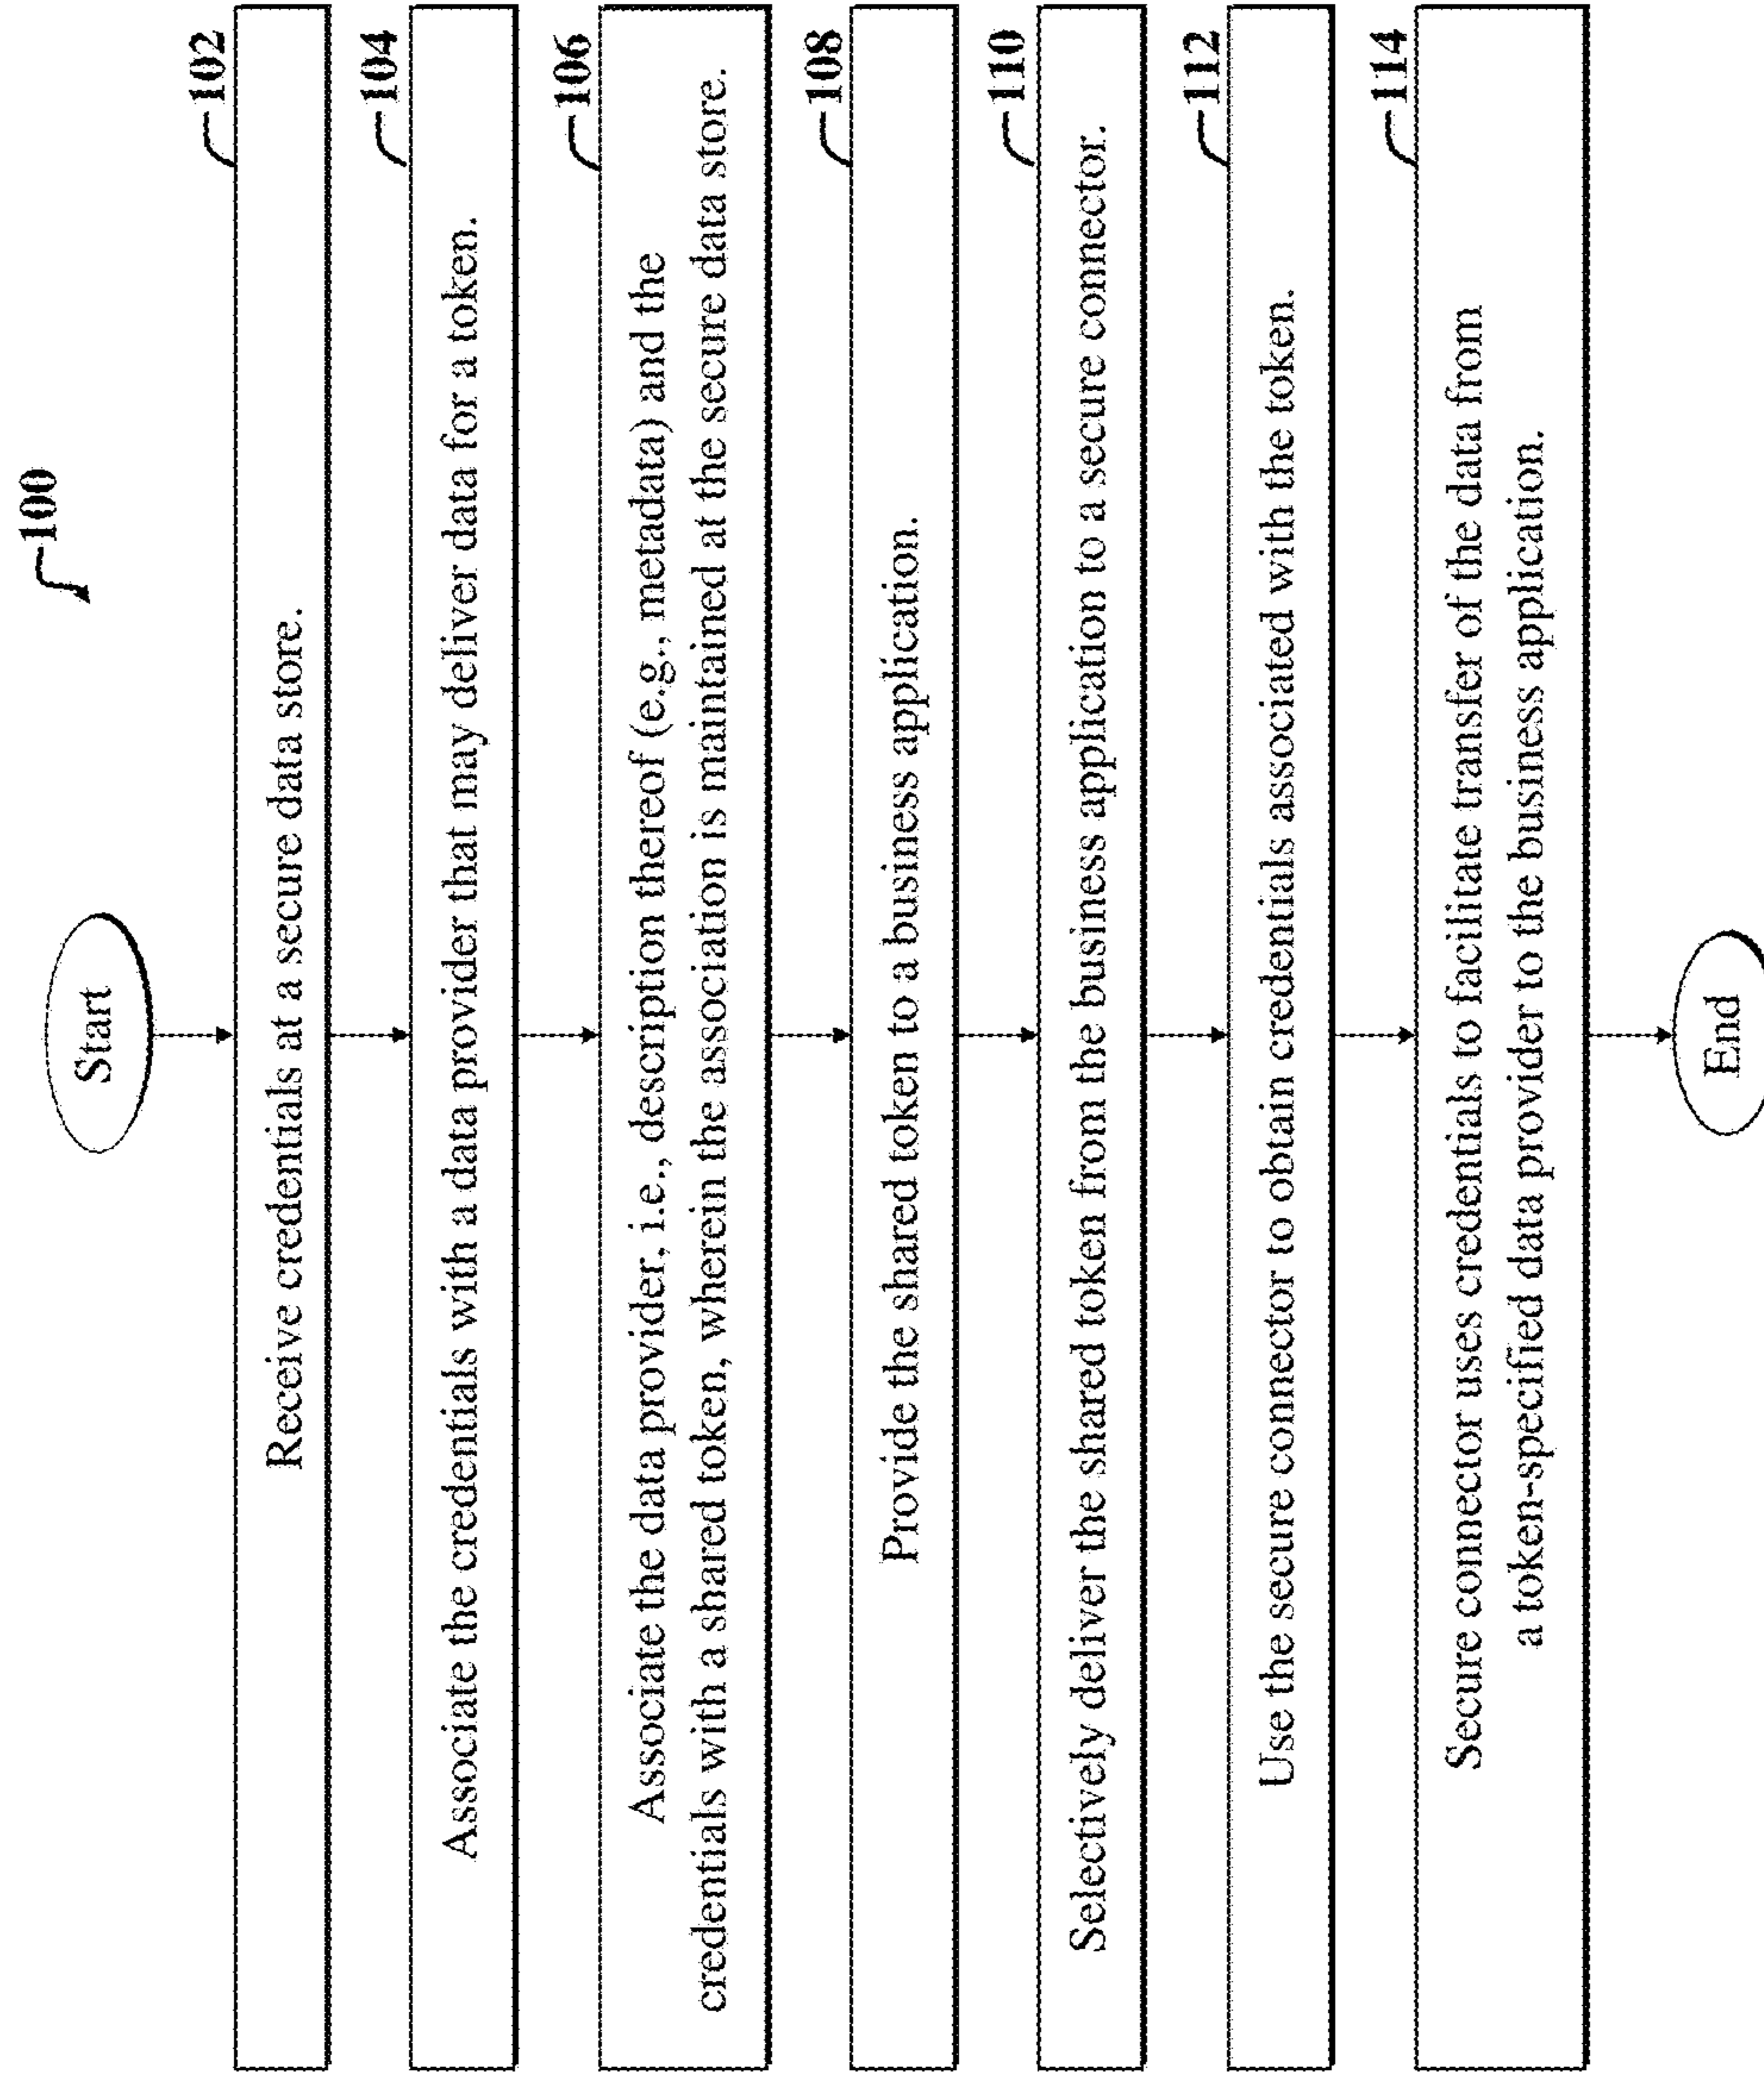 100
Start
102
Receive credentials at a secure data store.
104
Associate the credentials with a data provider that may deliver data for a token.
106
Associate the data provider, i.e., description thereof (e.g., metadata) and the
credentials with a shared token, wherein the association is maintained at the secure data store.
108
Provide the shared token to a business application.
110
Selectively deliver the shared token from the business application to a secure connector.
112
Use the secure connector to obtain credentials associated with the token.
114
Secure connector uses credentials to facilitate transfer of the data from
a token-specified data provider to the business application.
End